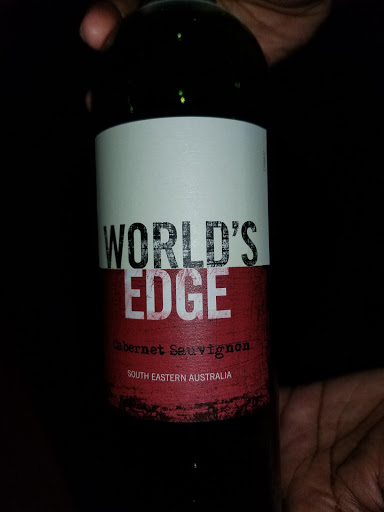 WORLD'S
EDGE
Cabernet Sauvignon
SOUTH EASTERN AUSTRALIA